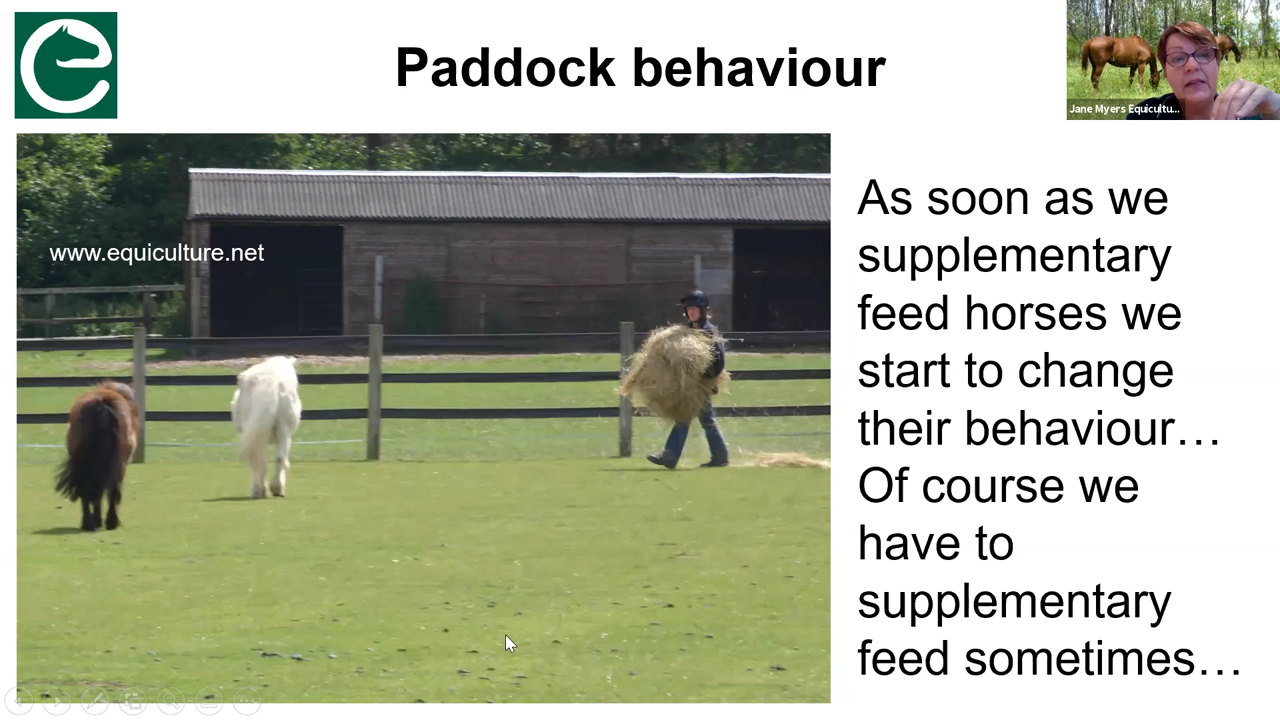 Paddock behaviour
Jane Myers Equicultu...
www.equiculture.net
As soon as we
supplementary
feed horses we
start to change
their behaviour…
Of course we
have to
supplementary
feed sometimes…